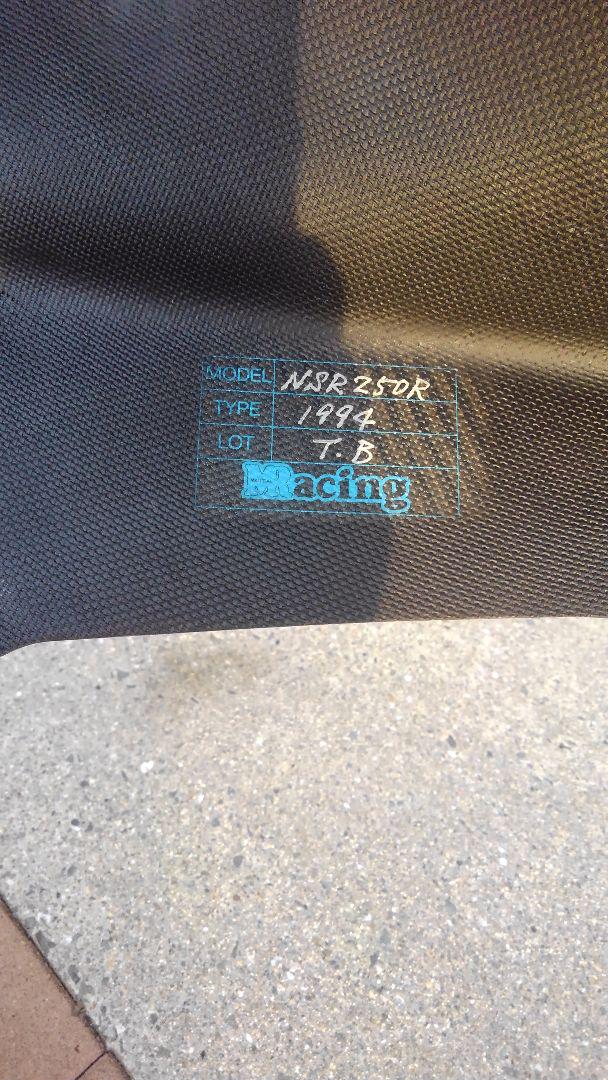 MODEL NSR250R
TYPE 1994
LOT T.B
Racing